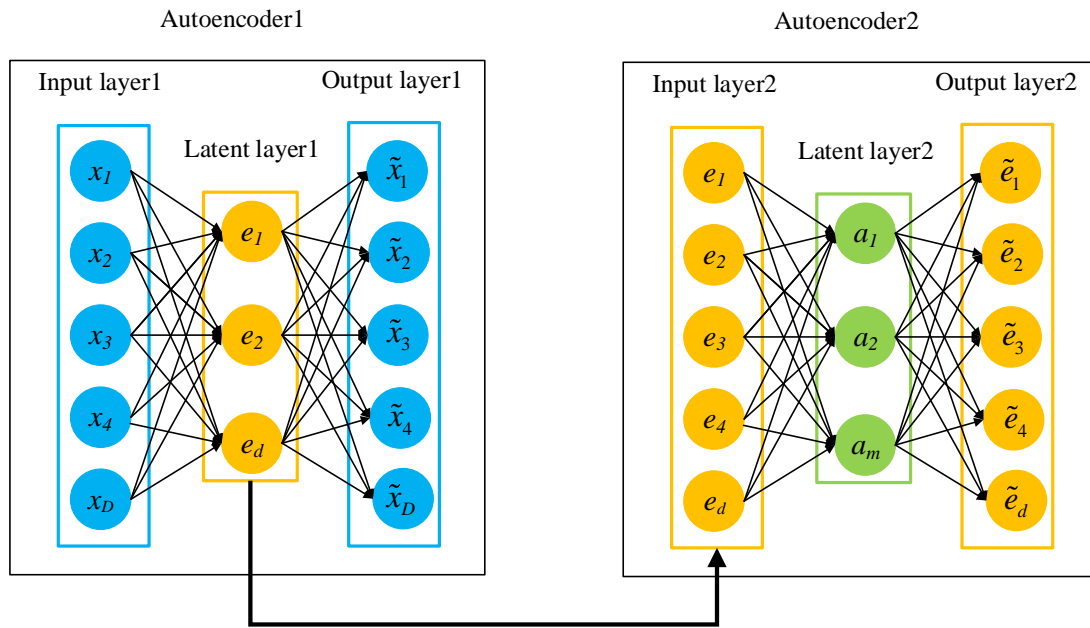 Autoencoder1
Input layer1
Output layer1
Latent layer1
x1
x2
x3
x4
xD
e1
e2
ed
x̃1
x̃2
x̃3
x̃4
x̃D
Autoencoder2
Input layer2
Output layer2
Latent layer2
e1
e2
e3
e4
ed
a1
a2
am
ẽ1
ẽ2
ẽ3
ẽ4
ẽd